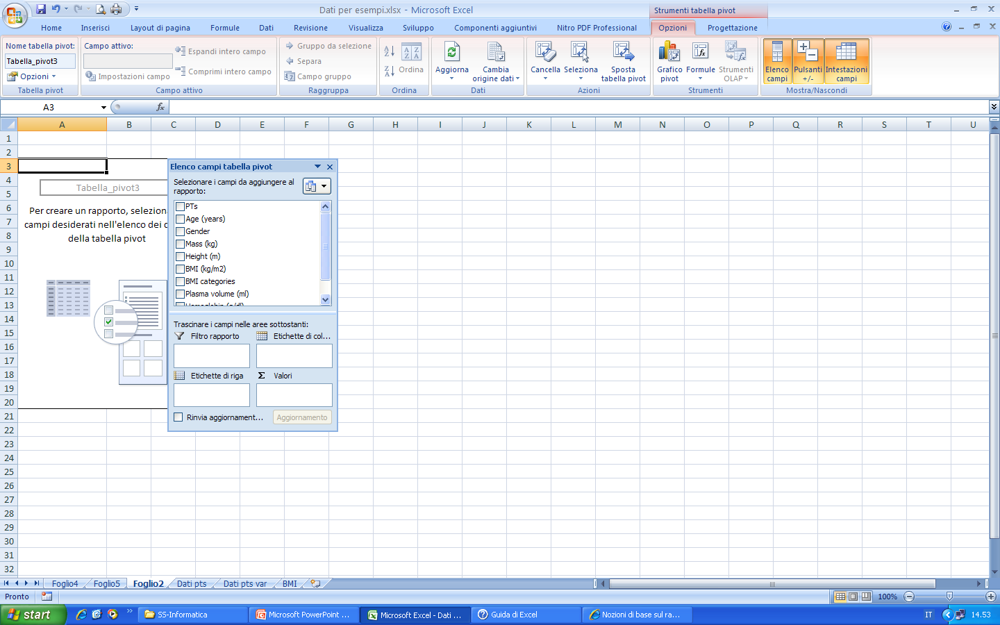 Dati per esempi.xlsx - Microsoft Excel
Strumenti tabella pivot
Home Inserisci Layout di pagina Formule Dati Revisione Visualizza Sviluppo Componenti aggiuntivi Nitro PDF Professional Opzioni Progettazione
Nome tabella pivot:
Tabella_pivot3
Opzioni
Tabella pivot
Campo attivo:
Impostazioni campo
Espandi intero campo
Comprimi intero campo
Campo attivo
Gruppo da selezione
Separa
Campo gruppo
Raggruppa
Ordina
Ordina
Aggiorna
Cambia
origine dati
Dati
Cancella
Seleziona
Sposta
tabella pivot
Azioni
Grafico
pivot
Formule
Strumenti
OLAP
Strumenti
Elenco
campi
Pulsanti
+/-
Intestazioni
campi
Mostra/Nascondi
A3
fx
A B C D E F G H I J K L M N O P Q R S T U
1
2
3
4
5
6
7
8
9
10
11
12
13
14
15
16
17
18
19
20
21
22
23
24
25
26
27
28
29
30
31
32
Tabella_pivot3
Per creare un rapporto, selezion
campi desiderati nell'elenco dei c
della tabella pivot
Elenco campi tabella pivot
Selezionare i campi da aggiungere al
rapporto:
PTs
Age (years)
Gender
Mass (kg)
Height (m)
BMI (kg/m2)
BMI categories
Plasma volume (ml)
Hemoglobin (g/dl)
Trascinare i campi nelle aree sottostanti:
Filtro rapporto
Etichette di col...
Etichette di riga
Σ Valori
Rinvia aggiornament...
Aggiornamento
Foglio4 Foglio5 Foglio2 Dati pts Dati pts var BMI
Pronto
100%
start
SS-Informatica
Microsoft PowerPoint ...
Microsoft Excel - Dati ...
Guida di Excel
Nozioni di base sul ra...
IT
14.53